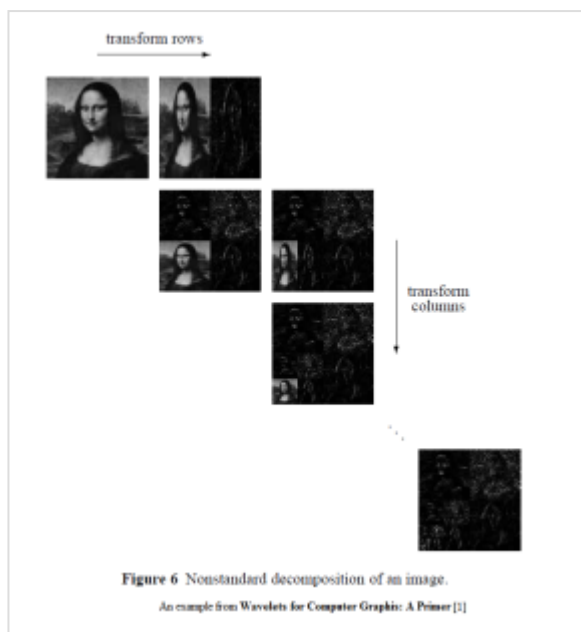 transform rows
transform
columns
Figure 6 Nonstandard decomposition of an image.
An example from Wavelets for Computer Graphis: A Primer [1]